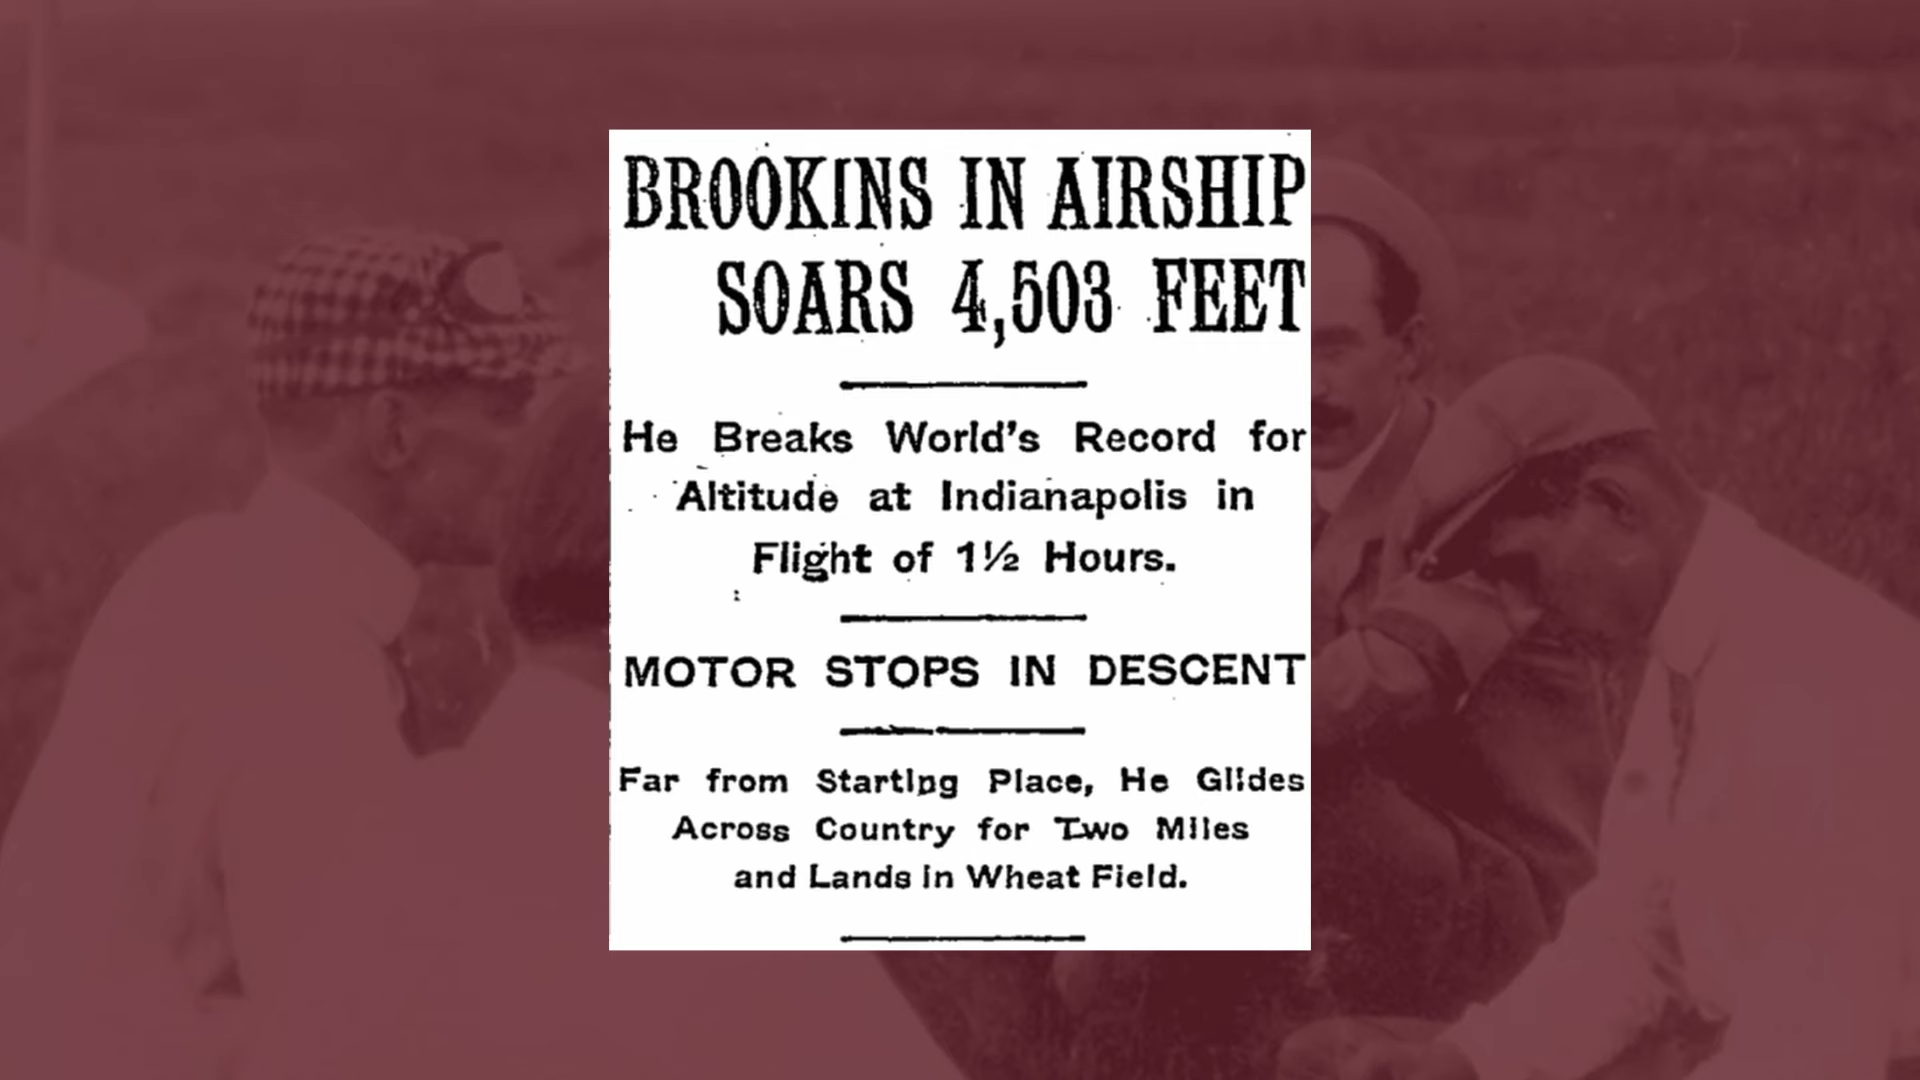 BROOKINS IN AIRSHIP
SOARS 4,503 FEET
He Breaks World's Record for
Altitude at Indianapolis in
Flight of 1½ Hours.
MOTOR STOPS IN DESCENT
Far from Starting Place, He Glides
Across Country for Two Miles
and Lands in Wheat Field.